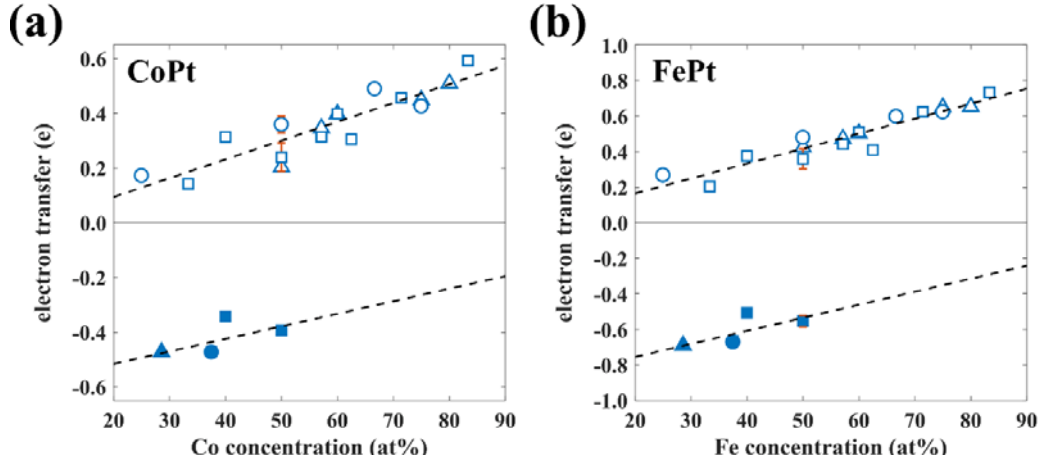 (a)
CoPt
electron transfer (e)
0.6
0.4
0.2
0.0
-0.2
-0.4
-0.6
20 30 40 50 60 70 80 90
Co concentration (at%)
(b)
FePt
electron transfer (e)
1.0
0.8
0.6
0.4
0.2
0.0
-0.2
-0.4
-0.6
-0.8
-1.0
20 30 40 50 60 70 80 90
Fe concentration (at%)